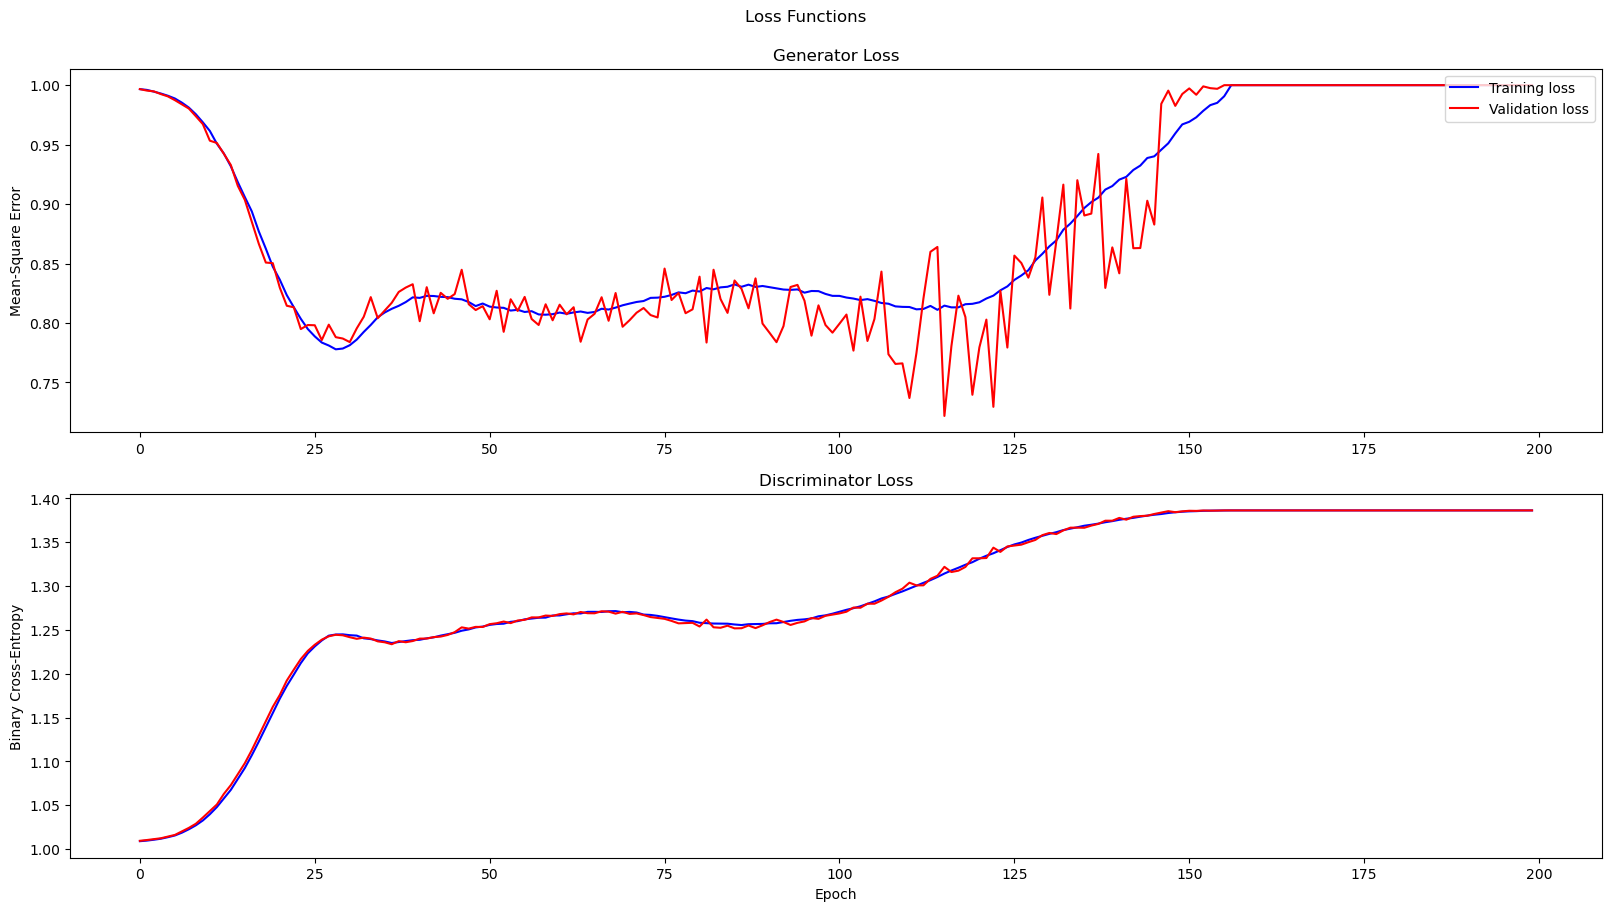 Loss Functions
Generator Loss
Mean-Square Error
1.00
0.95
0.90
0.85
0.80
0.75
Training loss
Validation loss
0 25 50 75 100 125 150 175 200
Discriminator Loss
Binary Cross-Entropy
1.40
1.35
1.30
1.25
1.20
1.15
1.10
1.05
1.00
0 25 50 75 100 125 150 175 200
Epoch